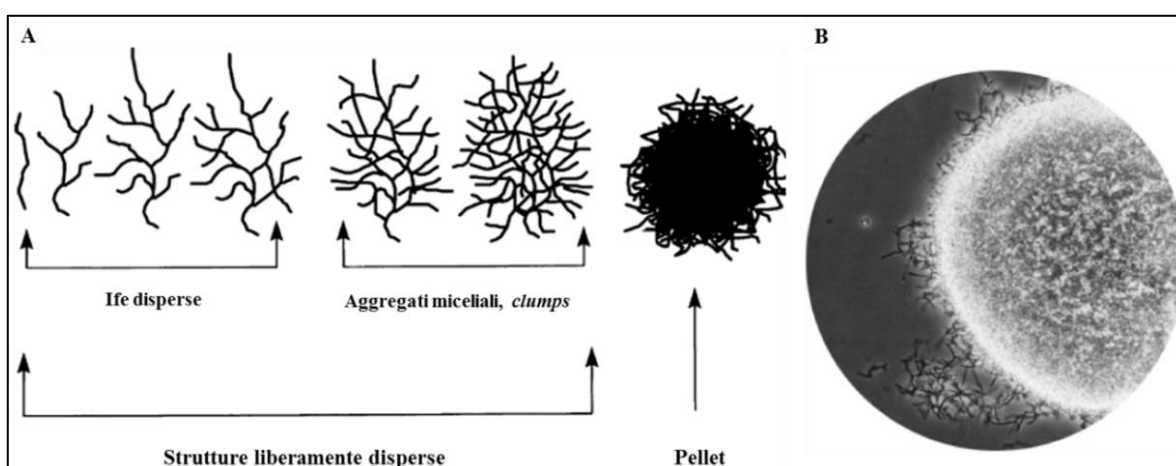 A
B
Ife disperse
Aggregati miceliali, clumps
Strutture liberamente disperse
Pellet